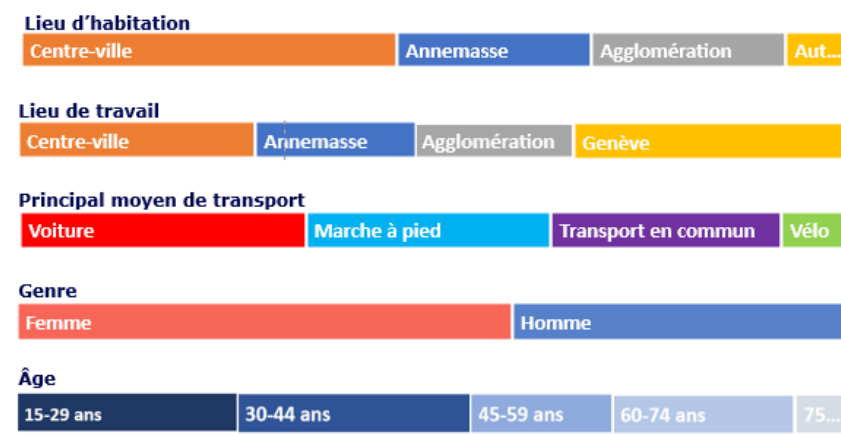 Lieu d’habitation
Centre-ville Annemasse Agglomération Aut...
Lieu de travail
Centre-ville Annemasse Agglomération Genève
Principal moyen de transport
Voiture Marche à pied Transport en commun Vélo
Genre
Femme Homme
Âge
15-29 ans 30-44 ans 45-59 ans 60-74 ans 75...